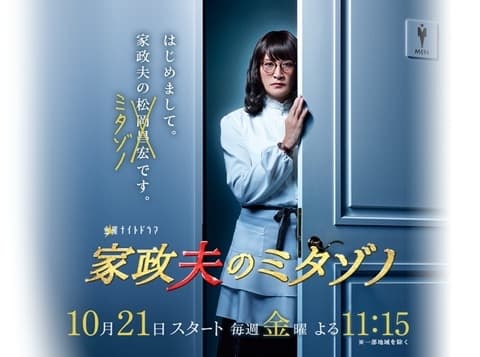 はじめまして。
家政夫の松岡昌宏です。
ミタゾノ
金曜ナイトドラマ
家政夫のミタゾノ
10月21日スタート 毎週金曜 よる11:15
※一部地域を除く
MEN